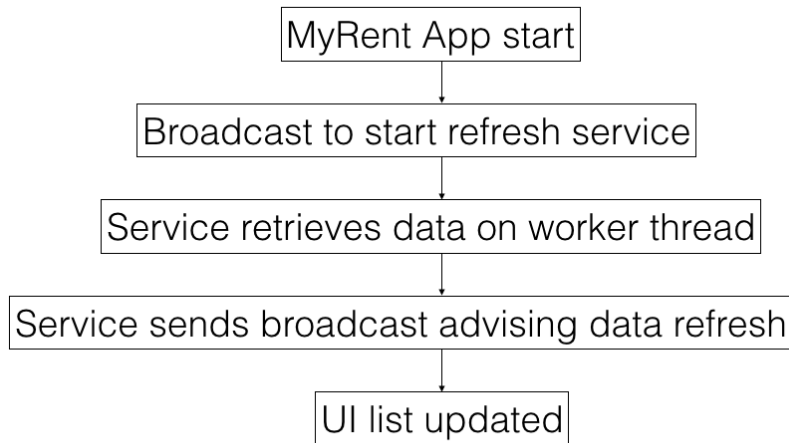 MyRent App start
Broadcast to start refresh service
Service retrieves data on worker thread
Service sends broadcast advising data refresh
UI list updated